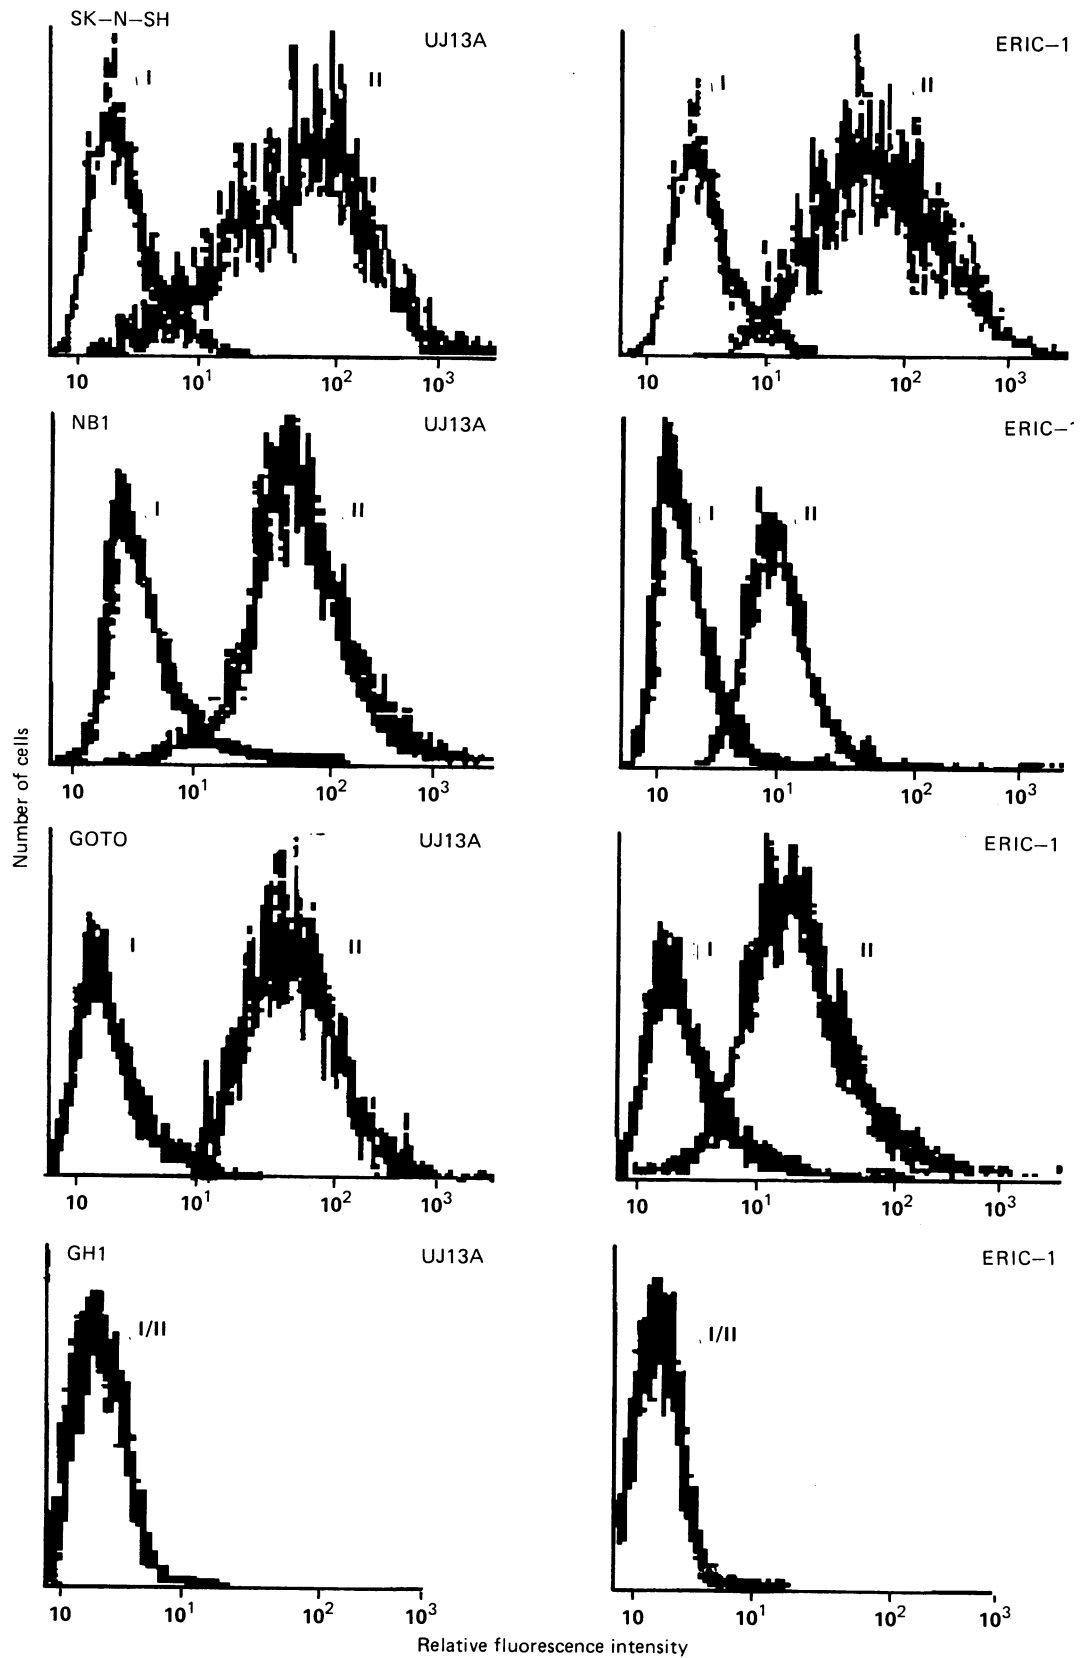 SK–N–SH
UJ13A
I
II
10 10¹ 10² 10³
ERIC–1
I
II
10 10¹ 10² 10³
NB1
UJ13A
I
II
10 10¹ 10² 10³
ERIC–1
I
II
10 10¹ 10² 10³
Number of cells
GOTO
UJ13A
I
II
10 10¹ 10² 10³
ERIC–1
I
II
10 10¹ 10² 10³
GH1
UJ13A
I/II
10 10¹ 10² 10³
ERIC–1
I/II
10 10¹ 10² 10³
Relative fluorescence intensity